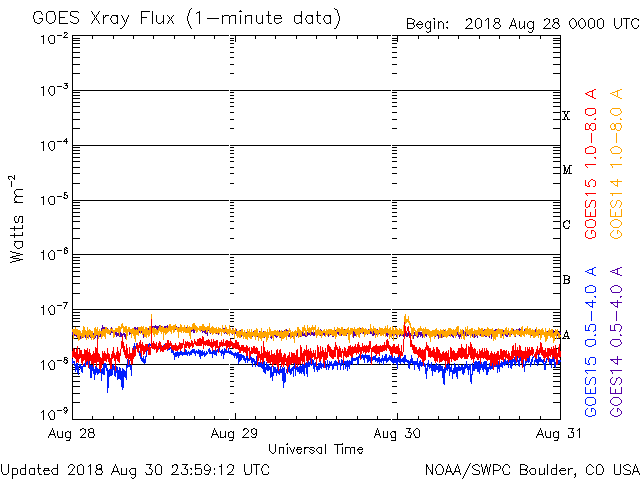 GOES Xray Flux (1-minute data)
Begin: 2018 Aug 28 0000 UTC
10-2
10-3
10-4
10-5
10-6
10-7
10-8
10-9
Watts m-2
X
M
C
B
A
GOES15 1.0-8.0 A
GOES14 1.0-8.0 A
GOES15 0.5-4.0 A
GOES14 0.5-4.0 A
Aug 28 Aug 29 Aug 30 Aug 31
Universal Time
Updated 2018 Aug 30 23:59:12 UTC
NOAA/SWPC Boulder, CO USA